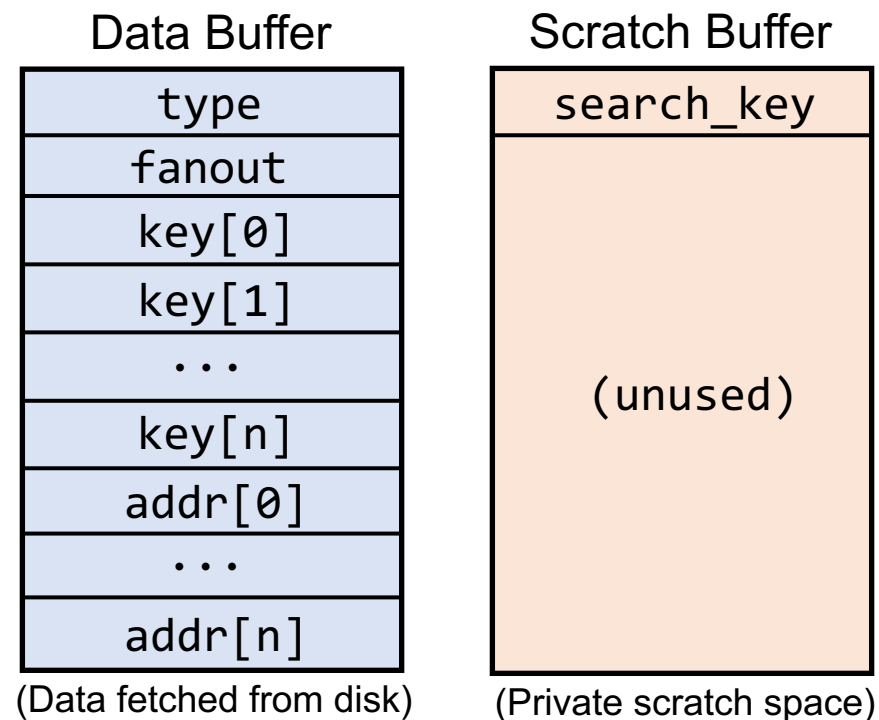 Data Buffer
type
fanout
key[0]
key[1]
...
key[n]
addr[0]
...
addr[n]
(Data fetched from disk)
Scratch Buffer
search_key
(unused)
(Private scratch space)